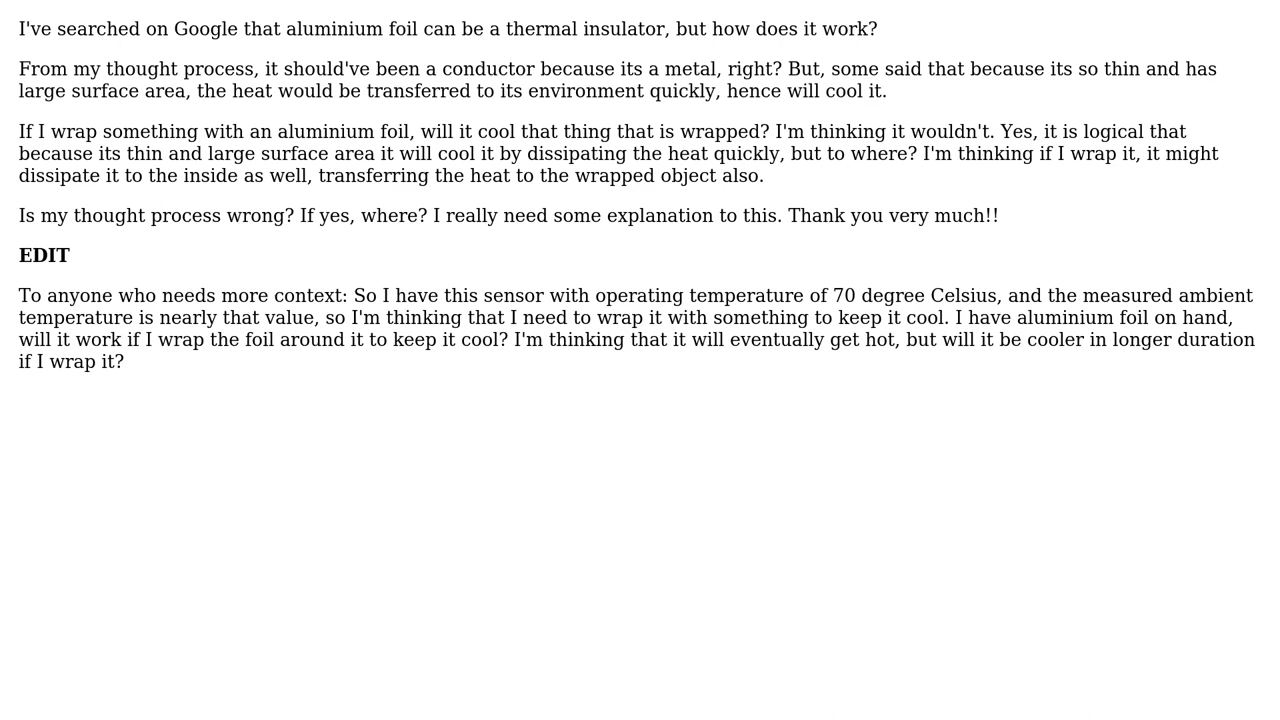 I've searched on Google that aluminium foil can be a thermal insulator, but how does it work?
From my thought process, it should've been a conductor because its a metal, right? But, some said that because its so thin and has
large surface area, the heat would be transferred to its environment quickly, hence will cool it.
If I wrap something with an aluminium foil, will it cool that thing that is wrapped? I'm thinking it wouldn't. Yes, it is logical that
because its thin and large surface area it will cool it by dissipating the heat quickly, but to where? I'm thinking if I wrap it, it might
dissipate it to the inside as well, transferring the heat to the wrapped object also.
Is my thought process wrong? If yes, where? I really need some explanation to this. Thank you very much!!
EDIT
To anyone who needs more context: So I have this sensor with operating temperature of 70 degree Celsius, and the measured ambient
temperature is nearly that value, so I'm thinking that I need to wrap it with something to keep it cool. I have aluminium foil on hand,
will it work if I wrap the foil around it to keep it cool? I'm thinking that it will eventually get hot, but will it be cooler in longer duration
if I wrap it?